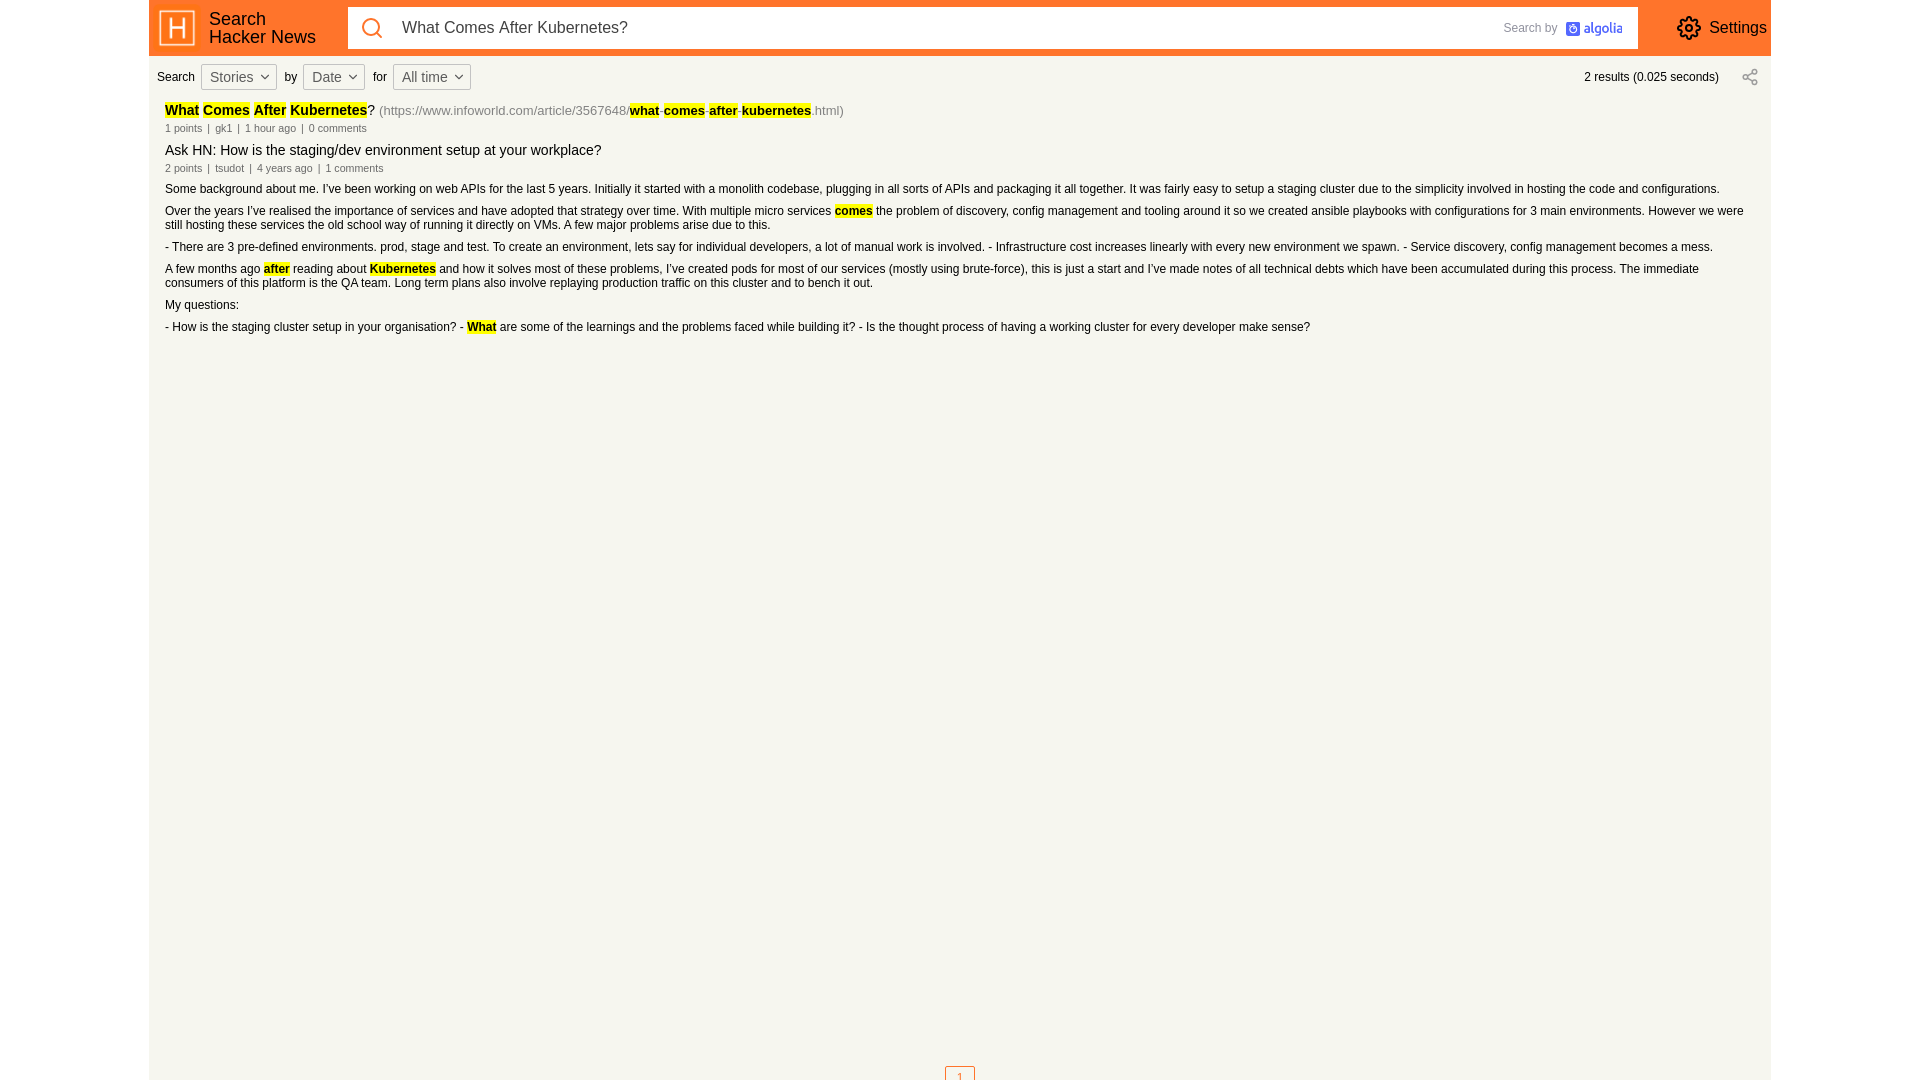 Search
Hacker News
What Comes After Kubernetes?
Search by algolia
Settings
Search Stories by Date for All time
2 results (0.025 seconds)
What Comes After Kubernetes? (https://www.infoworld.com/article/3567648/what-comes-after-kubernetes.html)
1 points | gk1 | 1 hour ago | 0 comments
Ask HN: How is the staging/dev environment setup at your workplace?
2 points | tsudot | 4 years ago | 1 comments
Some background about me. I’ve been working on web APIs for the last 5 years. Initially it started with a monolith codebase, plugging in all sorts of APIs and packaging it all together. It was fairly easy to setup a staging cluster due to the simplicity involved in hosting the code and configurations.
Over the years I’ve realised the importance of services and have adopted that strategy over time. With multiple micro services comes the problem of discovery, config management and tooling around it so we created ansible playbooks with configurations for 3 main environments. However we were
still hosting these services the old school way of running it directly on VMs. A few major problems arise due to this.
- There are 3 pre-defined environments. prod, stage and test. To create an environment, lets say for individual developers, a lot of manual work is involved. - Infrastructure cost increases linearly with every new environment we spawn. - Service discovery, config management becomes a mess.
A few months ago after reading about Kubernetes and how it solves most of these problems, I’ve created pods for most of our services (mostly using brute-force), this is just a start and I’ve made notes of all technical debts which have been accumulated during this process. The immediate
consumers of this platform is the QA team. Long term plans also involve replaying production traffic on this cluster and to bench it out.
My questions:
- How is the staging cluster setup in your organisation? - What are some of the learnings and the problems faced while building it? - Is the thought process of having a working cluster for every developer make sense?
1